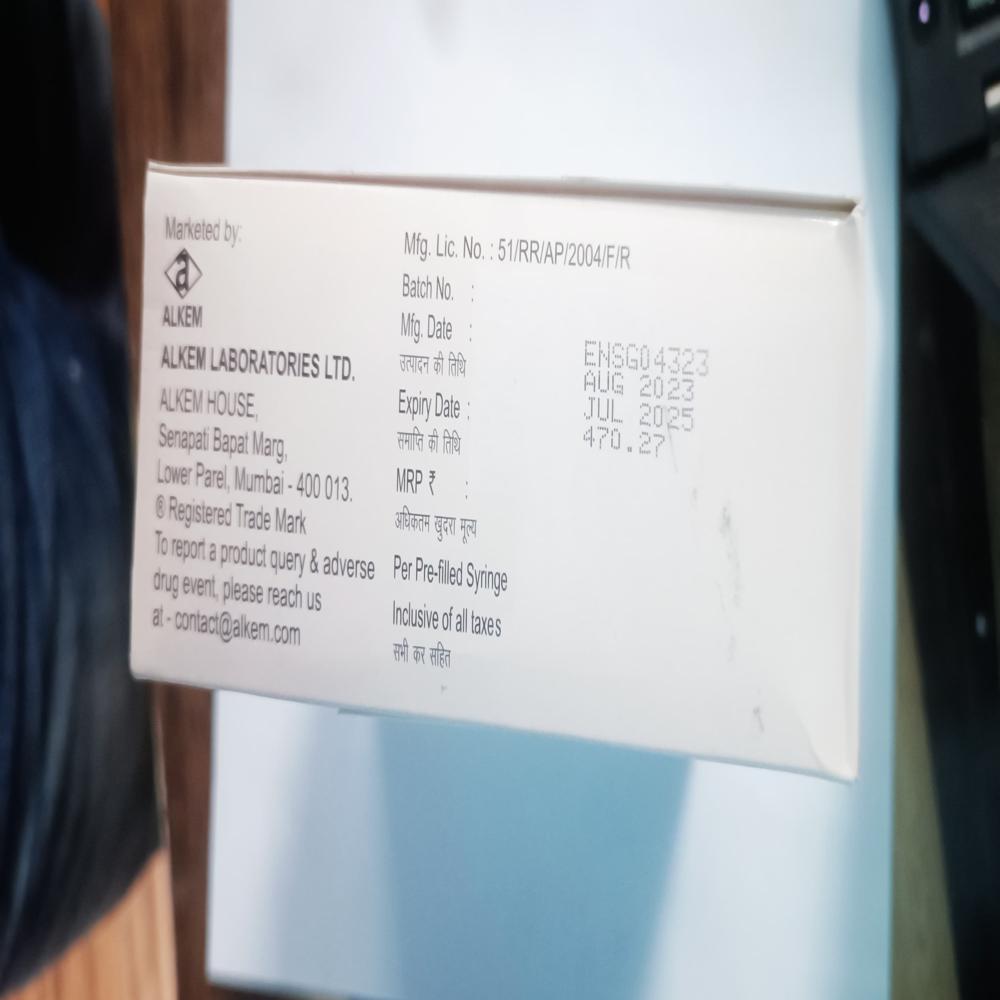 Marketed by:
a
ALKEM
ALKEM LABORATORIES LTD.
ALKEM HOUSE,
Senapati Bapat Marg,
Lower Parel, Mumbai - 400 013.
® Registered Trade Mark
To report a product query & adverse
drug event, please reach us
at - contact@alkem.com
Mfg. Lic. No. : 51/RR/AP/2004/F/R
Batch No. :
Mfg. Date :
उत्पादन की तिथि
Expiry Date :
समाप्ति की तिथि
MRP ₹ :
अधिकतम खुदरा मूल्य
Per Pre-filled Syringe
Inclusive of all taxes
सभी कर सहित
ENSG04323
AUG 2023
JUL 2025
470.27